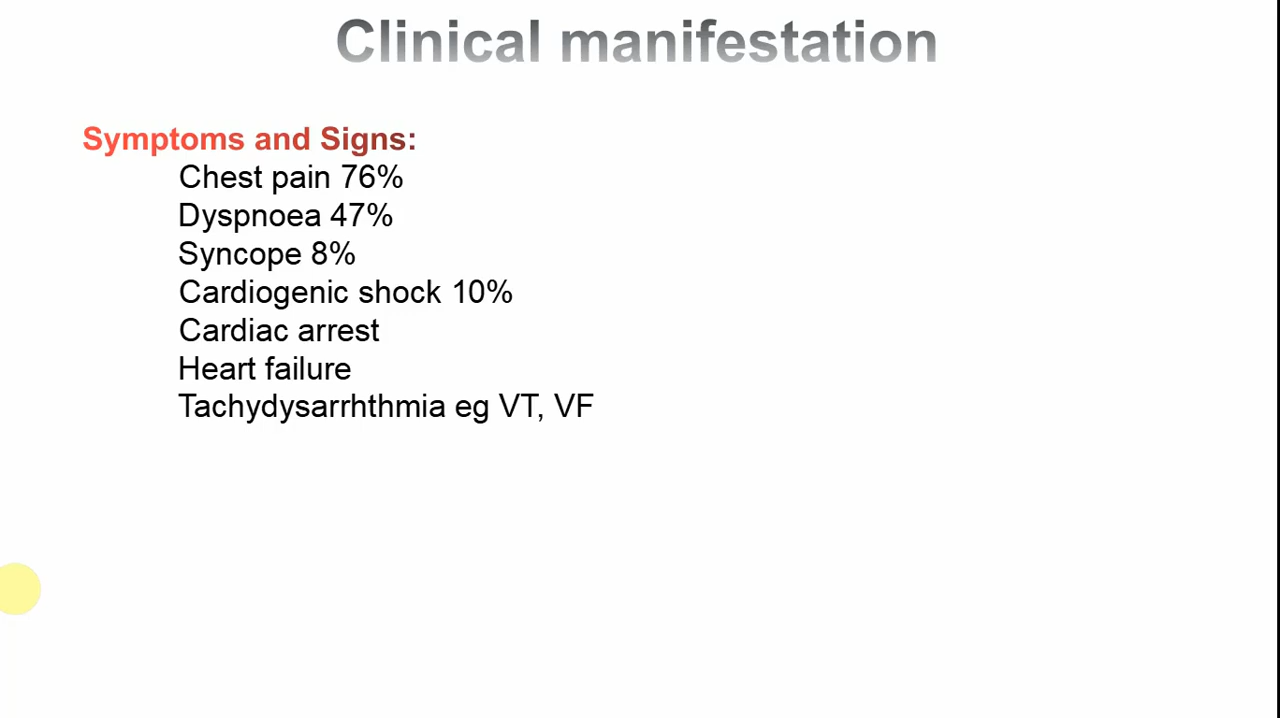 Clinical manifestation
Symptoms and Signs:
Chest pain 76%
Dyspnoea 47%
Syncope 8%
Cardiogenic shock 10%
Cardiac arrest
Heart failure
Tachydysarrhthmia eg VT, VF